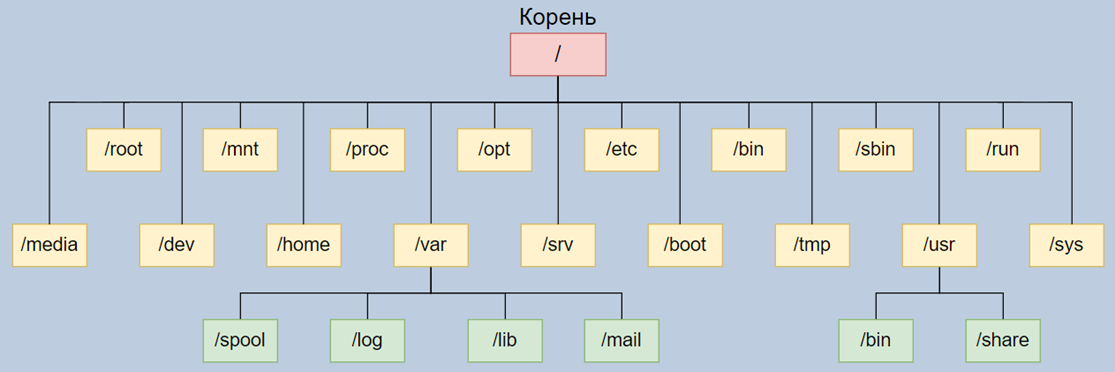 Корень
/
/root
/mnt
/proc
/opt
/etc
/bin
/sbin
/run
/media
/dev
/home
/var
/srv
/boot
/tmp
/usr
/sys
/spool
/log
/lib
/mail
/bin
/share